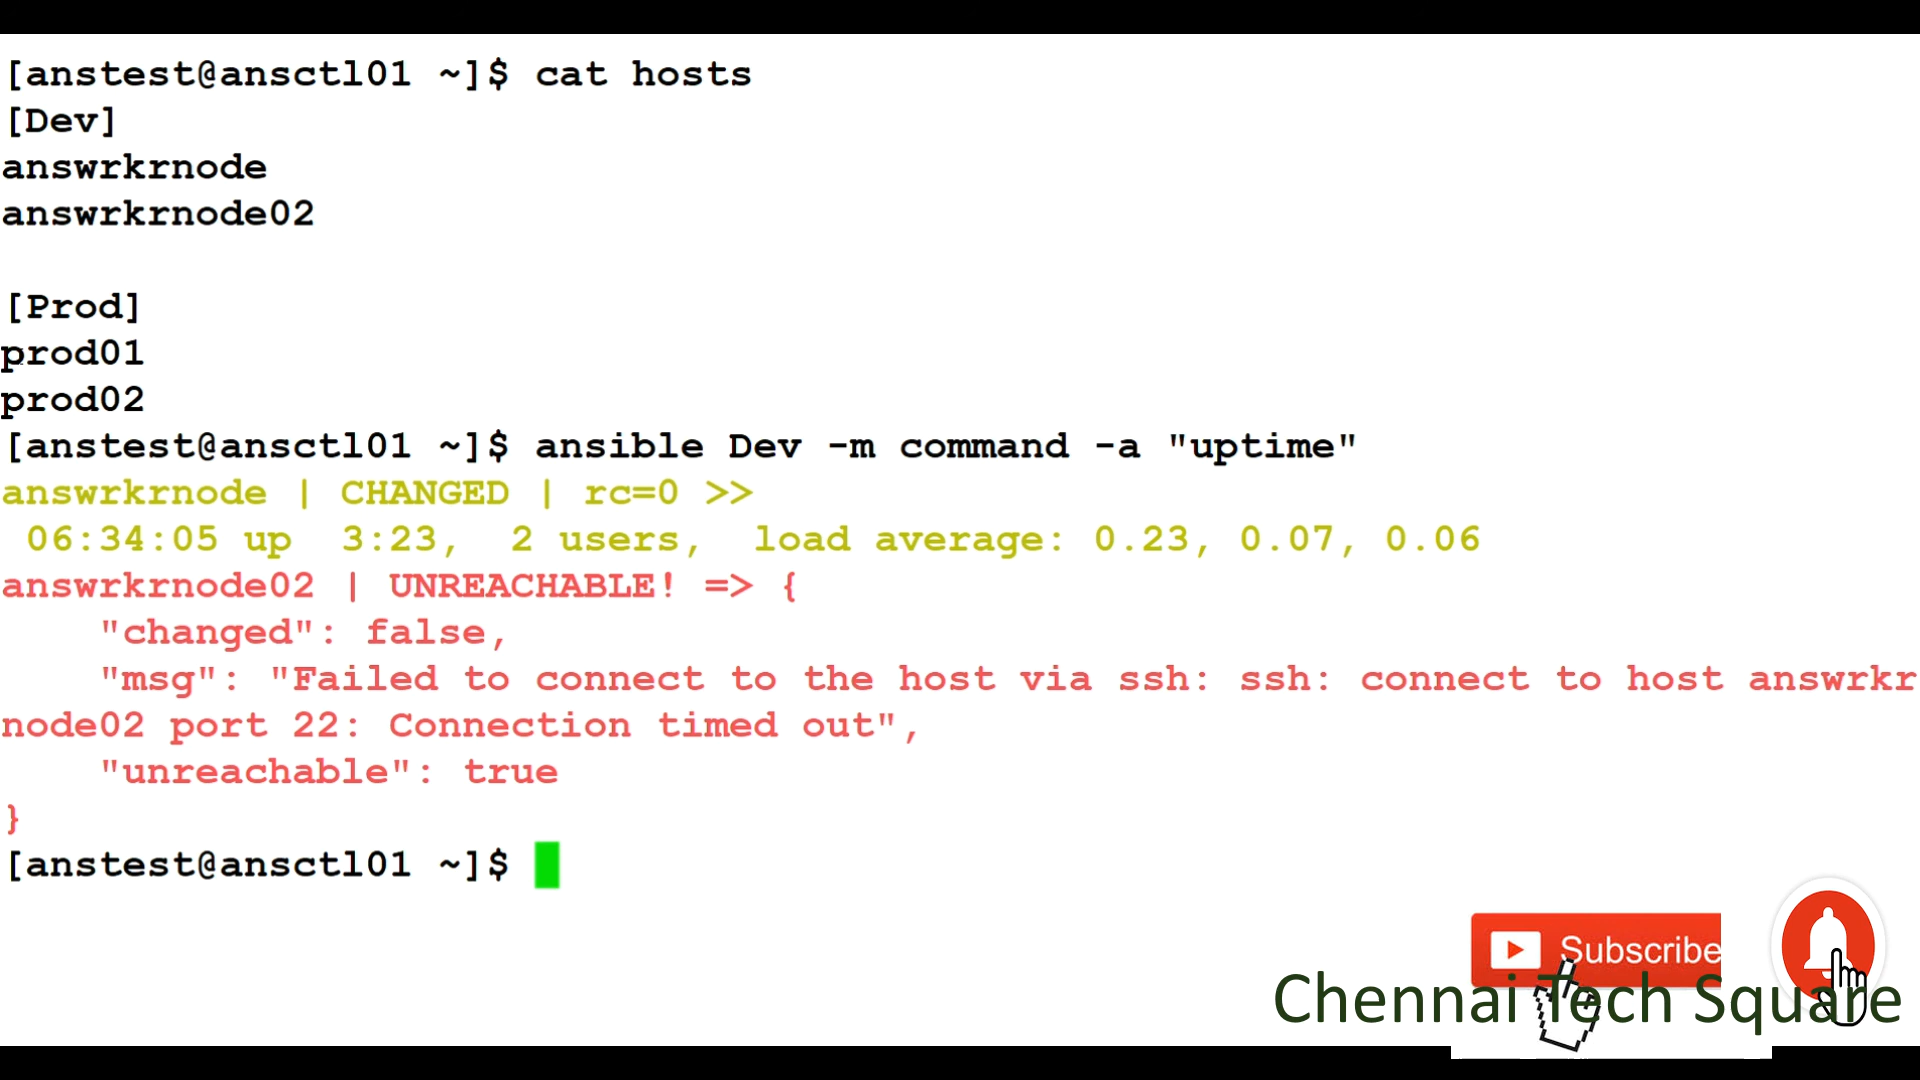 [anstest@ansctl01 ~]$ cat hosts
[Dev]
answrkrnode
answrkrnode02
[Prod]
prod01
prod02
[anstest@ansctl01 ~]$ ansible Dev -m command -a "uptime"
answrkrnode | CHANGED | rc=0 >>
 06:34:05 up  3:23,  2 users,  load average: 0.23, 0.07, 0.06
answrkrnode02 | UNREACHABLE! => {
    "changed": false,
    "msg": "Failed to connect to the host via ssh: ssh: connect to host answrkr
node02 port 22: Connection timed out",
    "unreachable": true
}
[anstest@ansctl01 ~]$
Subscribe
Chennai Tech Square